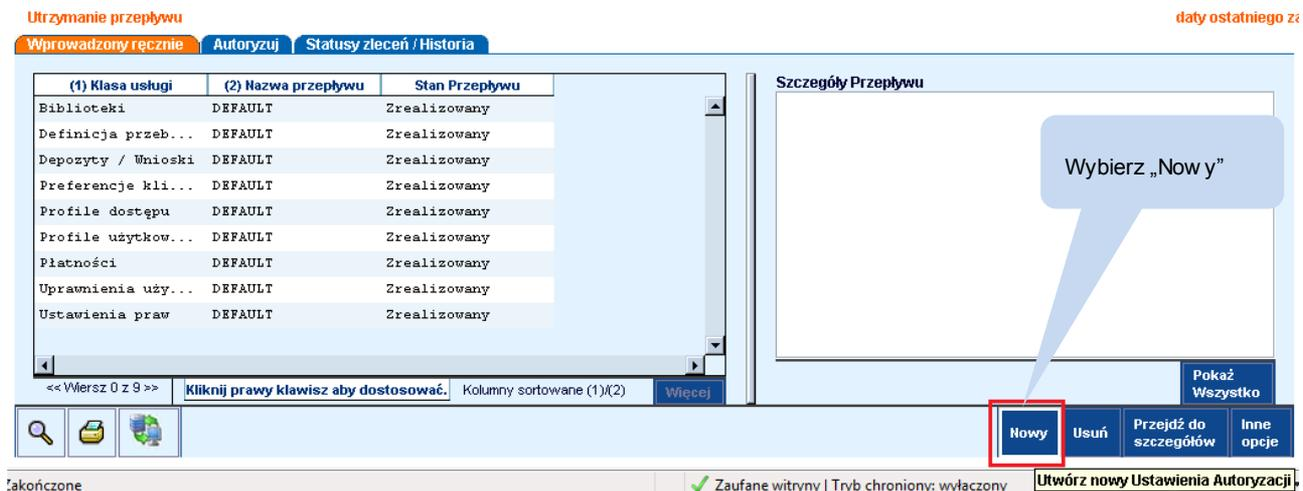 Utrzymanie przepływu
daty ostatniego za
Wprowadzony ręcznie Autoryzuj Statusy zleceń / Historia
(1) Klasa usługi (2) Nazwa przepływu Stan Przepływu
Biblioteki DEFAULT Zrealizowany
Definicja przeb... DEFAULT Zrealizowany
Depozyty / Wnioski DEFAULT Zrealizowany
Preferencje kli... DEFAULT Zrealizowany
Profile dostępu DEFAULT Zrealizowany
Profile użytkow... DEFAULT Zrealizowany
Płatności DEFAULT Zrealizowany
Uprawnienia uży... DEFAULT Zrealizowany
Ustawienia praw DEFAULT Zrealizowany
<< Wiersz 0 z 9 >> Kliknij prawy klawisz aby dostosować. Kolumny sortowane (1)/(2) Więcej
Szczegóły Przepływu
Wybierz „Now y”
Pokaż
Wszystko
Nowy Usuń Przejdź do szczegółów Inne opcje
Zakończone
Zaufane witryny | Tryb chroniony: wyłączony
Utwórz nowy Ustawienia Autoryzacji.